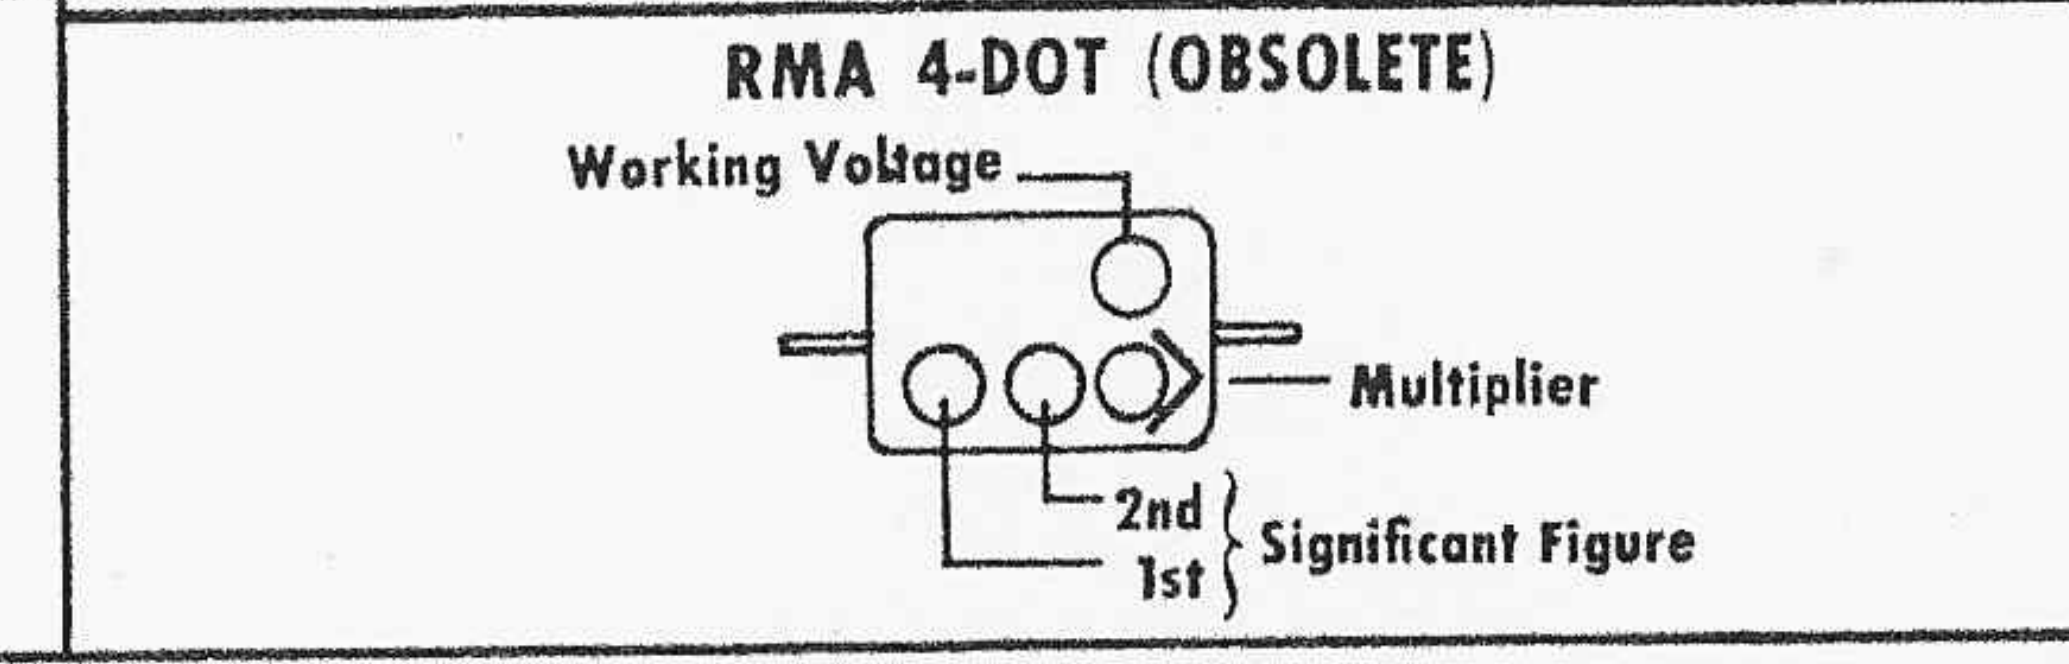 RMA 4-DOT (OBSOLETE)
Working Voltage
Multiplier
2nd
1st
Significant Figure